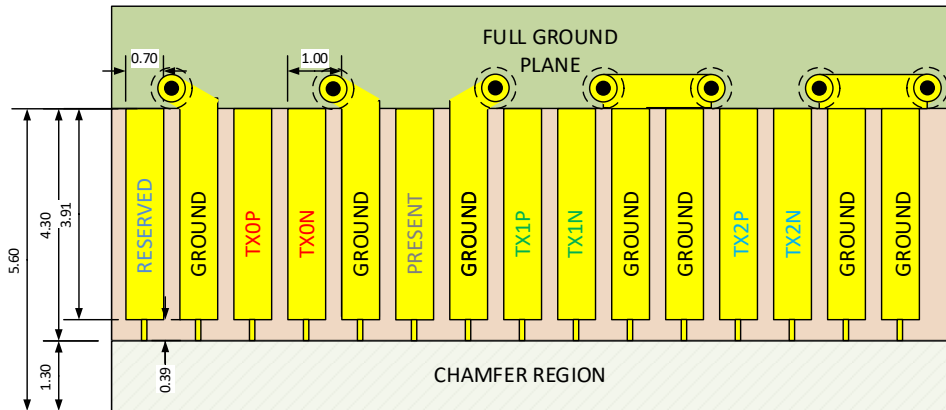 FULL GROUND
PLANE
0.70
1.00
RESERVED
GROUND
TX0P
TX0N
GROUND
PRESENT
GROUND
TX1P
TX1N
GROUND
GROUND
TX2P
TX2N
GROUND
GROUND
5.60
4.30
3.91
1.30
0.39
CHAMFER REGION